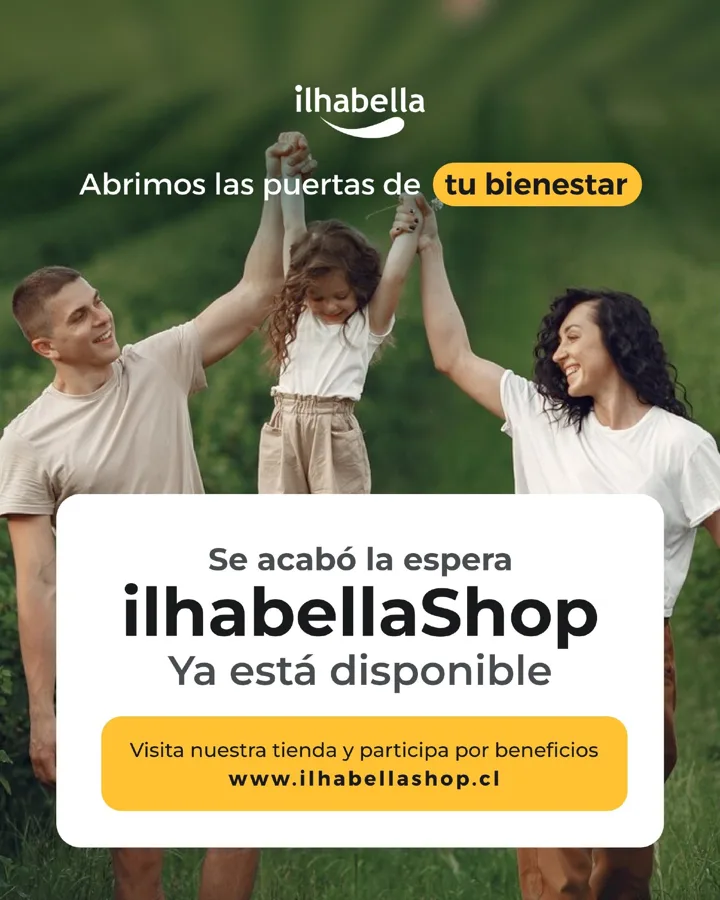 ilhabella
Abrimos las puertas de tu bienestar
Se acabó la espera
ilhabellaShop
Ya está disponible
Visita nuestra tienda y participa por beneficios
www.ilhabellashop.cl